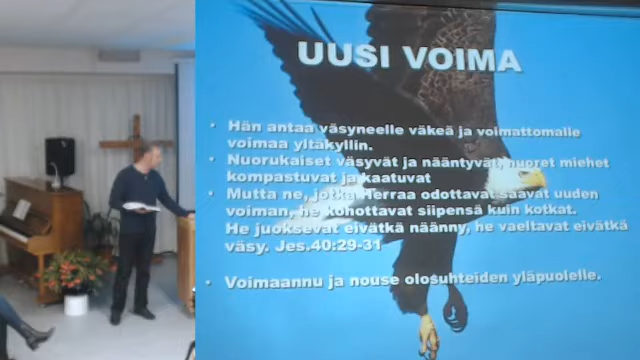 UUSI VOIMA
• Hän antaa väsyneelle väkeä ja voimattomalle
voimaa yltäkyllin.
• Nuorukaiset väsyvät ja nääntyvät, nuoret miehet
kompastuvat ja kaatuvat
• Mutta ne, jotka Herraa odottavat saavat uuden
voiman, he kohottavat siipensä kuin kotkat.
He juoksevat eivätkä näänny, he vaeltavat eivätkä
väsy. Jes.40:29-31
• Voimaannu ja nouse olosuhteiden yläpuolelle.